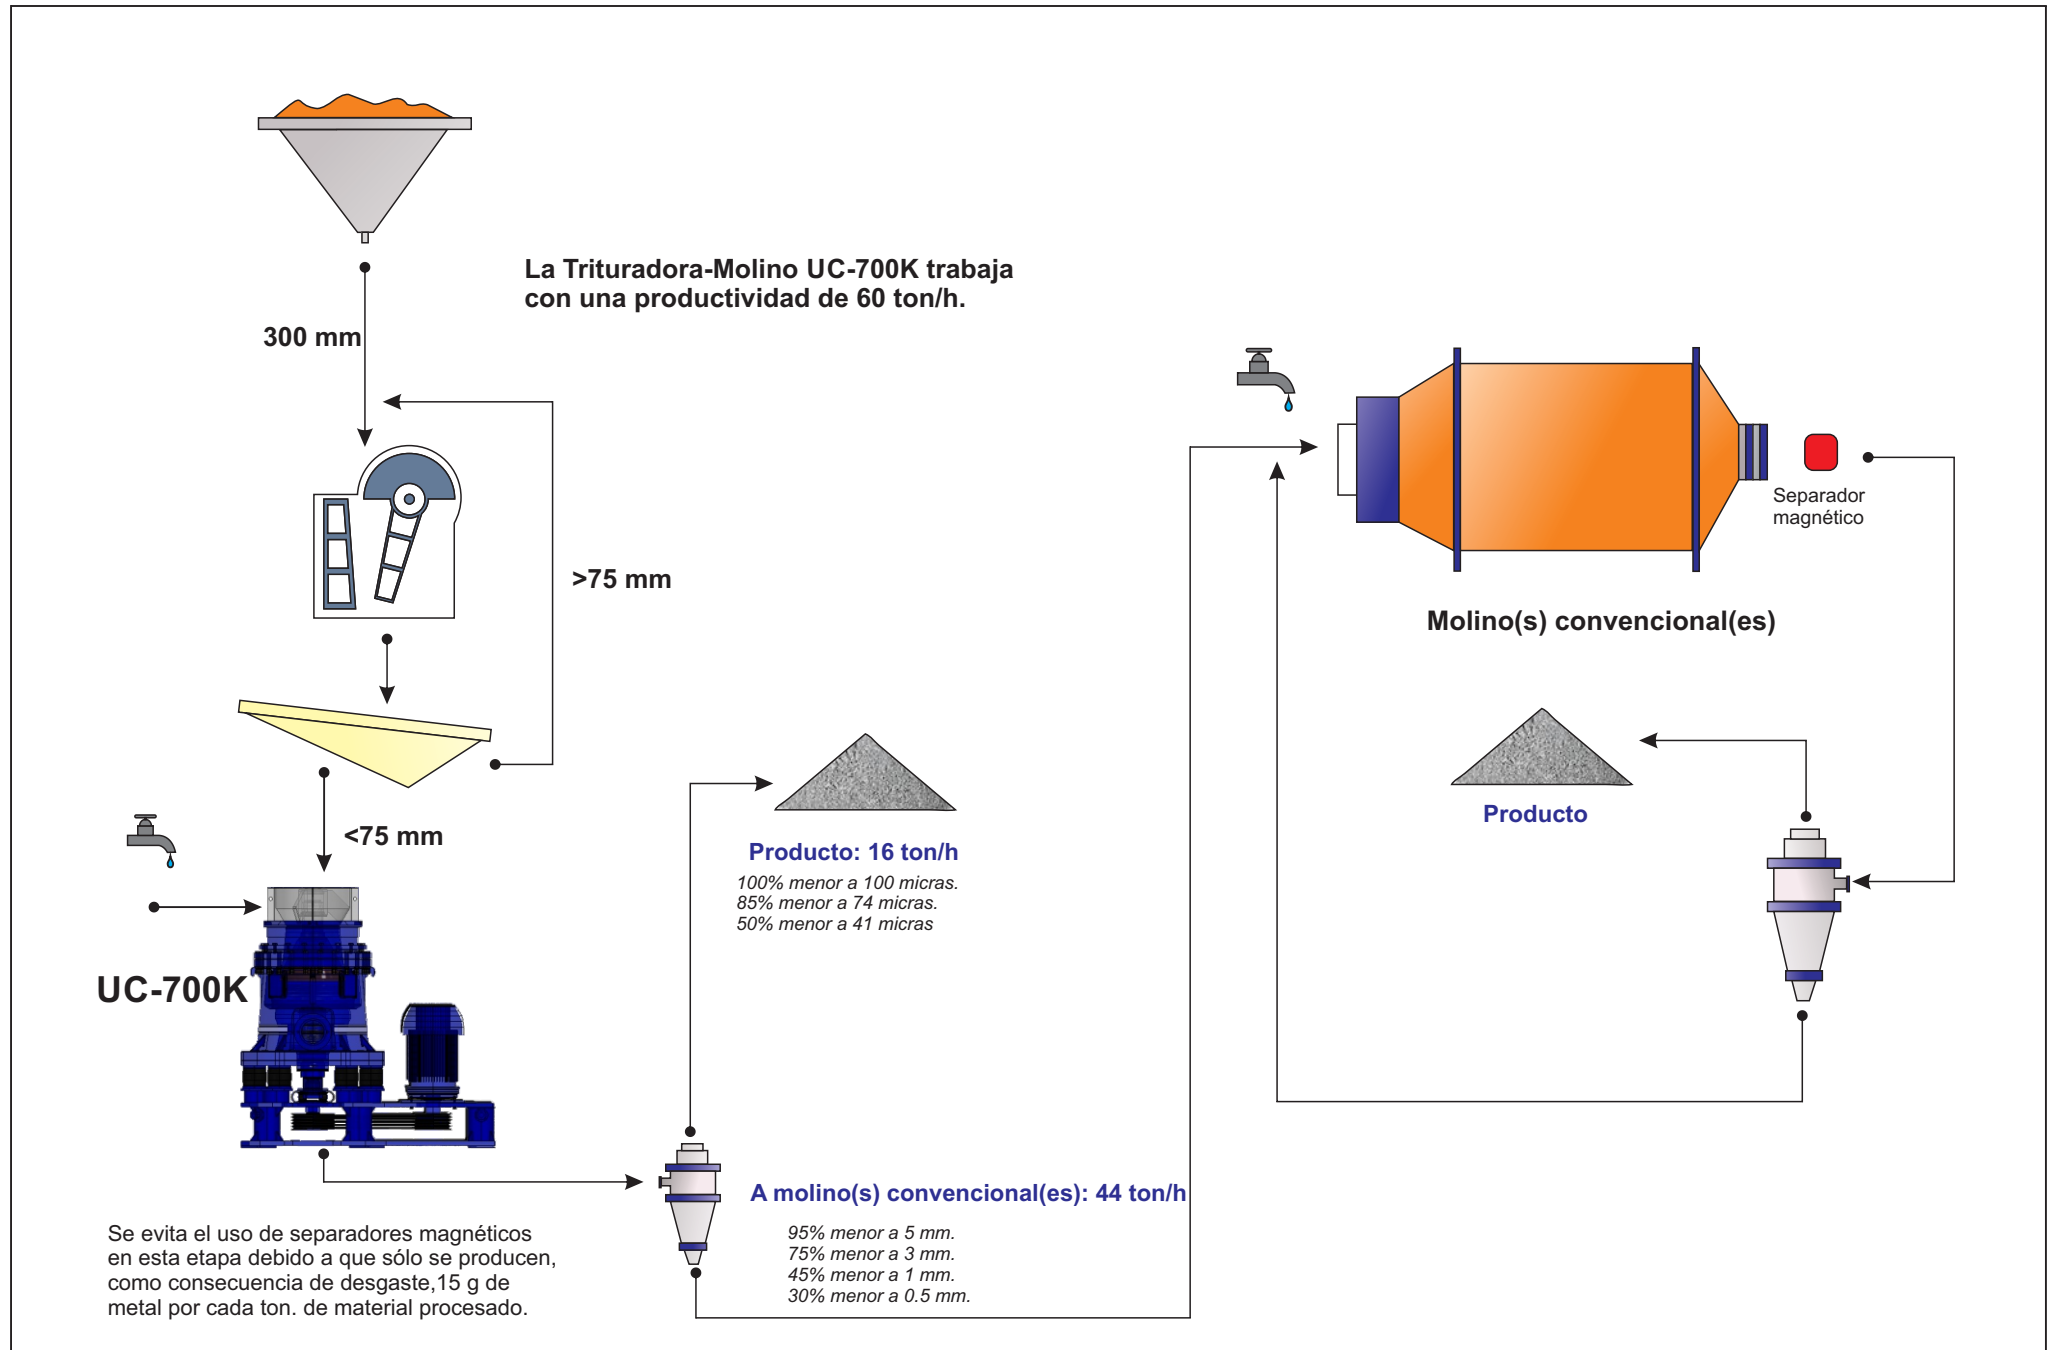 La Trituradora-Molino UC-700K trabaja
con una productividad de 60 ton/h.
300 mm
>75 mm
<75 mm
UC-700K
Producto: 16 ton/h
100% menor a 100 micras.
85% menor a 74 micras.
50% menor a 41 micras
A molino(s) convencional(es): 44 ton/h
95% menor a 5 mm.
75% menor a 3 mm.
45% menor a 1 mm.
30% menor a 0.5 mm.
Se evita el uso de separadores magnéticos
en esta etapa debido a que sólo se producen,
como consecuencia de desgaste,15 g de
metal por cada ton. de material procesado.
Separador
magnético
Molino(s) convencional(es)
Producto